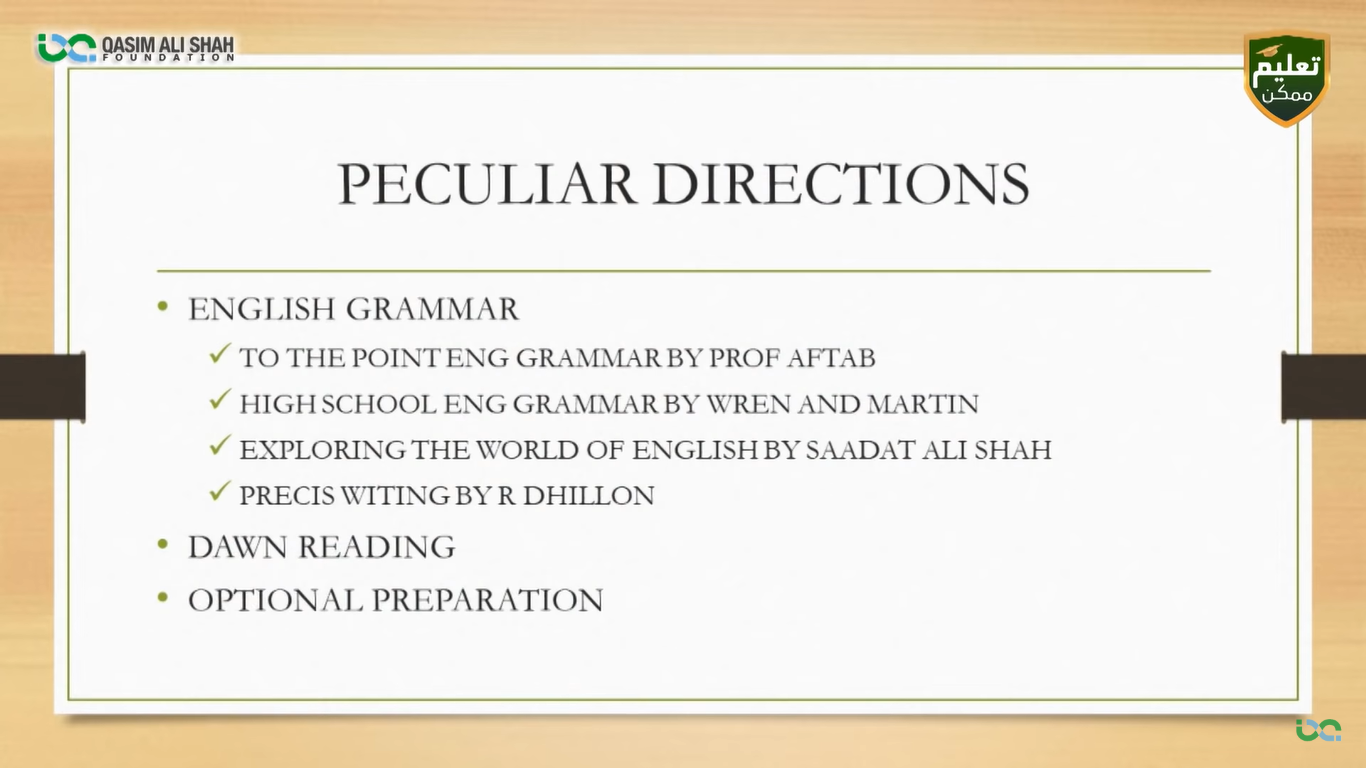 QASIM ALI SHAH
FOUNDATION
تعليم
ممكن
PECULIAR DIRECTIONS
• ENGLISH GRAMMAR
✓ TO THE POINT ENG GRAMMAR BY PROF AFTAB
✓ HIGH SCHOOL ENG GRAMMAR BY WREN AND MARTIN
✓ EXPLORING THE WORLD OF ENGLISH BY SAADAT ALI SHAH
✓ PRECIS WITING BY R DHILLON
• DAWN READING
• OPTIONAL PREPARATION